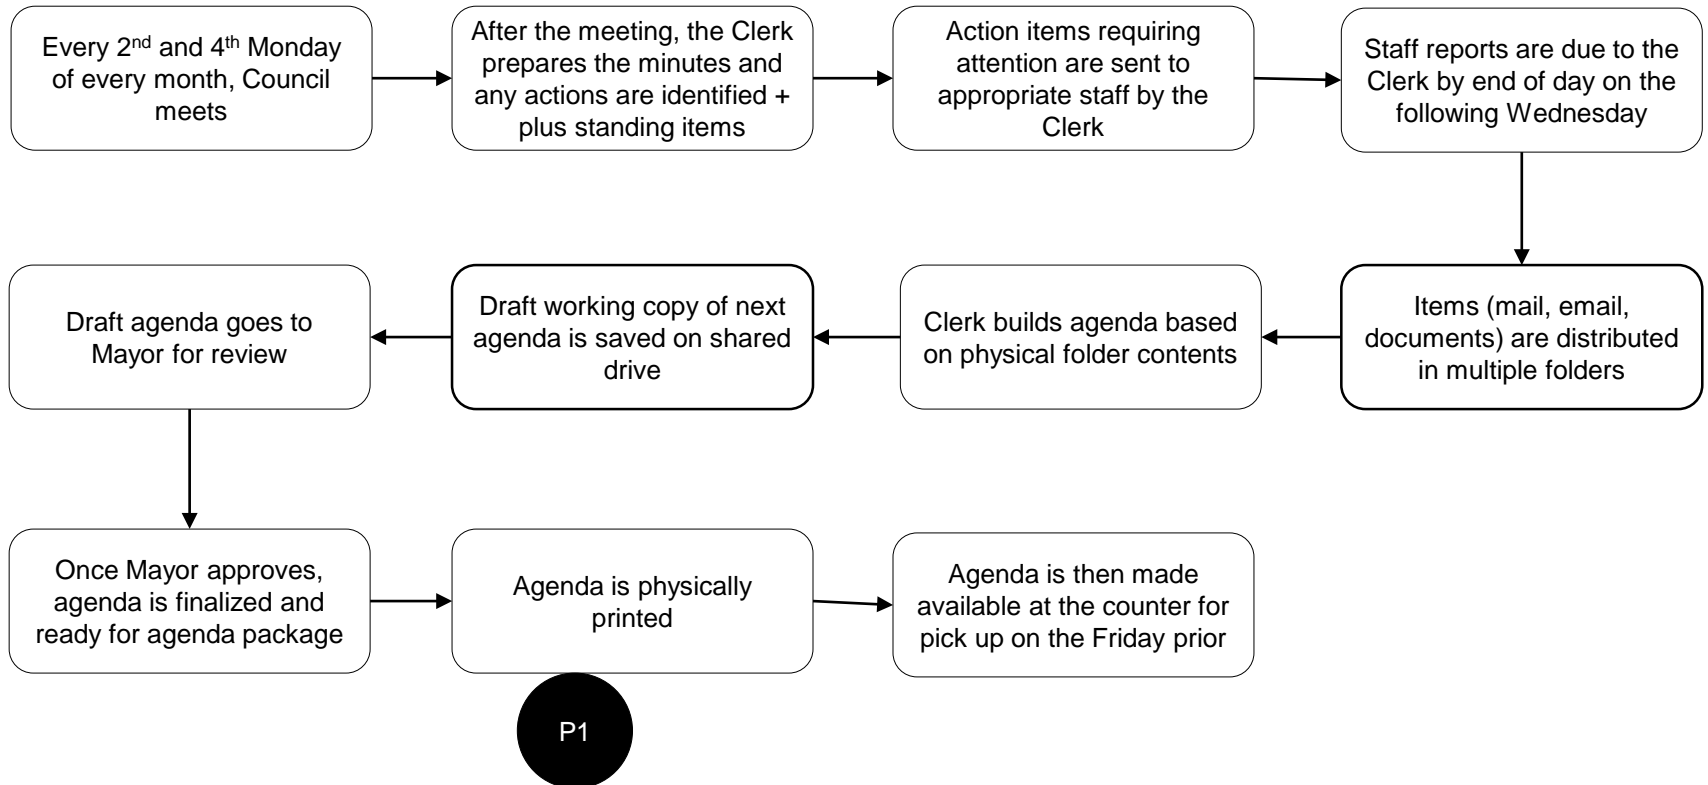 Every 2nd and 4th Monday
of every month, Council
meets
After the meeting, the Clerk
prepares the minutes and
any actions are identified +
plus standing items
Action items requiring
attention are sent to
appropriate staff by the
Clerk
Staff reports are due to the
Clerk by end of day on the
following Wednesday
Items (mail, email,
documents) are distributed
in multiple folders
Clerk builds agenda based
on physical folder contents
Draft working copy of next
agenda is saved on shared
drive
Draft agenda goes to
Mayor for review
Once Mayor approves,
agenda is finalized and
ready for agenda package
Agenda is physically
printed
Agenda is then made
available at the counter for
pick up on the Friday prior
P1